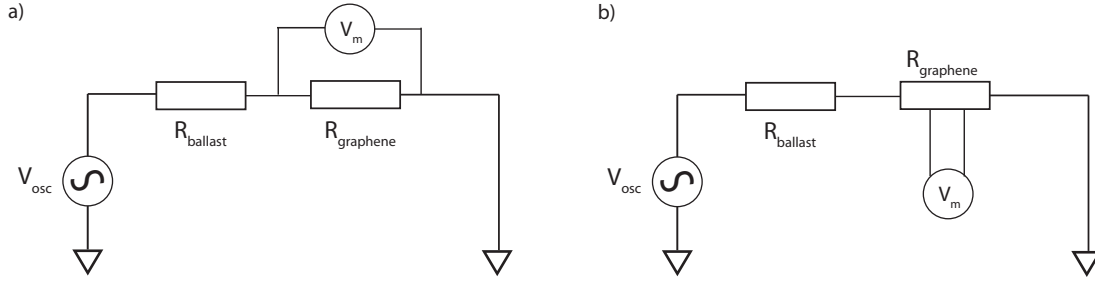 a)
V_m
R_ballast
R_graphene
V_osc
b)
R_graphene
R_ballast
V_osc
V_m